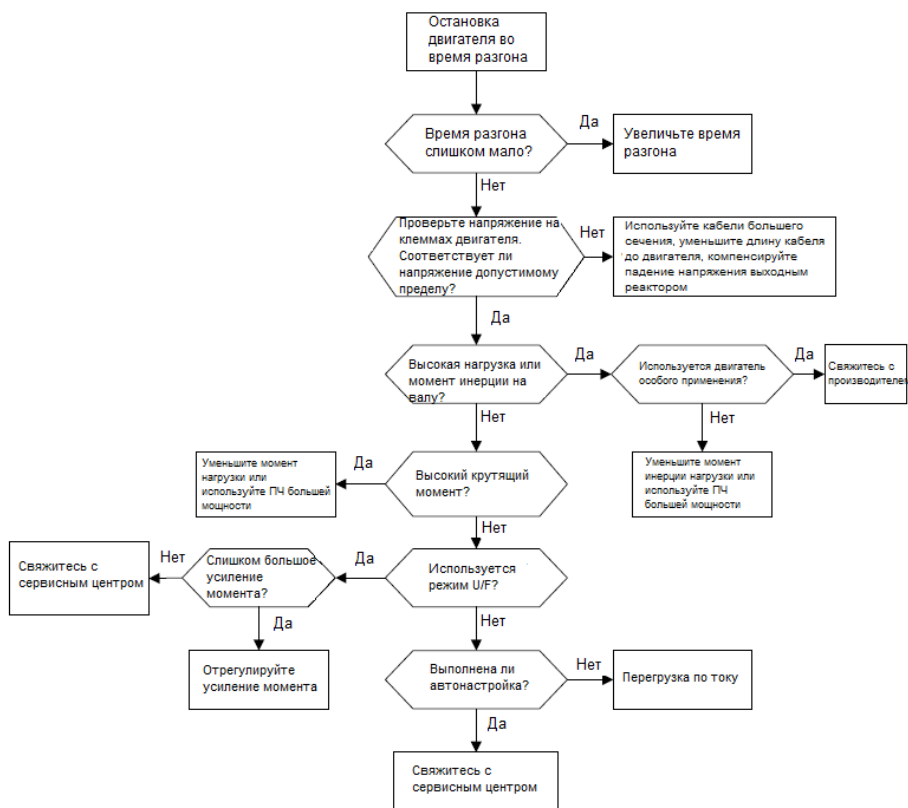 Остановка
двигателя во
время разгона
Время разгона
слишком мало?
Да
Увеличьте время
разгона
Нет
Проверьте напряжение на
клеммах двигателя.
Соответствует ли
напряжение допустимому
пределу?
Нет
Используйте кабели большего
сечения, уменьшите длину кабеля
до двигателя, компенсируйте
падение напряжения выходным
реактором
Да
Высокая нагрузка или
момент инерции на
валу?
Да
Используется двигатель
особого применения?
Да
Свяжитесь с
производителем
Нет
Нет
Уменьшите момент
нагрузки или
используйте ПЧ большей
мощности
Да
Высокий крутящий
момент?
Уменьшите момент
инерции нагрузки или
используйте ПЧ
большей мощности
Нет
Свяжитесь с
сервисным центром
Нет
Слишком большое
усиление
момента?
Да
Используется
режим U/F?
Да
Нет
Отрегулируйте
усиление момента
Выполнена ли
автонастройка?
Нет
Перегрузка по току
Да
Свяжитесь с
сервисным центром